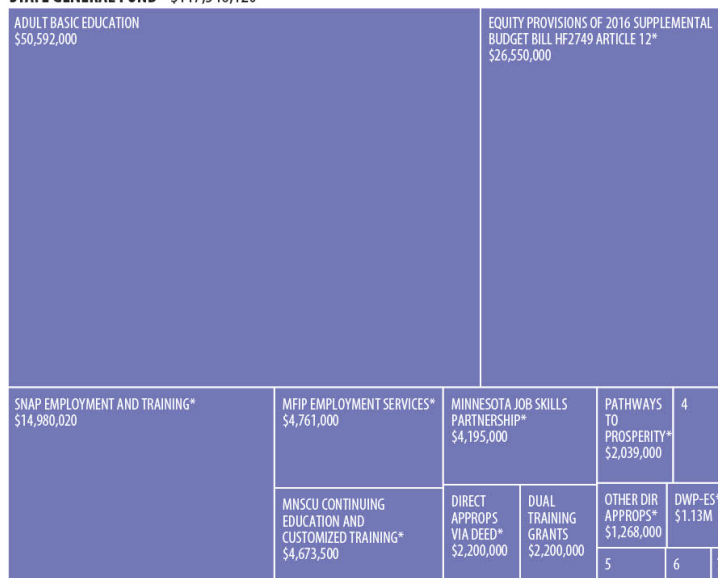 ADULT BASIC EDUCATION
$50,592,000
EQUITY PROVISIONS OF 2016 SUPPLEMENTAL
BUDGET BILL HF2749 ARTICLE 12*
$26,550,000
SNAP EMPLOYMENT AND TRAINING*
$14,980,020
MFIP EMPLOYMENT SERVICES*
$4,761,000
MINNESOTA JOB SKILLS
PARTNERSHIP*
$4,195,000
PATHWAYS
TO
PROSPERITY*
$2,039,000
4
MNSCU CONTINUING
EDUCATION AND
CUSTOMIZED TRAINING*
$4,673,500
DIRECT
APPROPS
VIA DEED*
$2,200,000
DUAL
TRAINING
GRANTS
$2,200,000
OTHER DIR
APPROPS*
$1,268,000
DWP-ES*
$1.13M
5
6